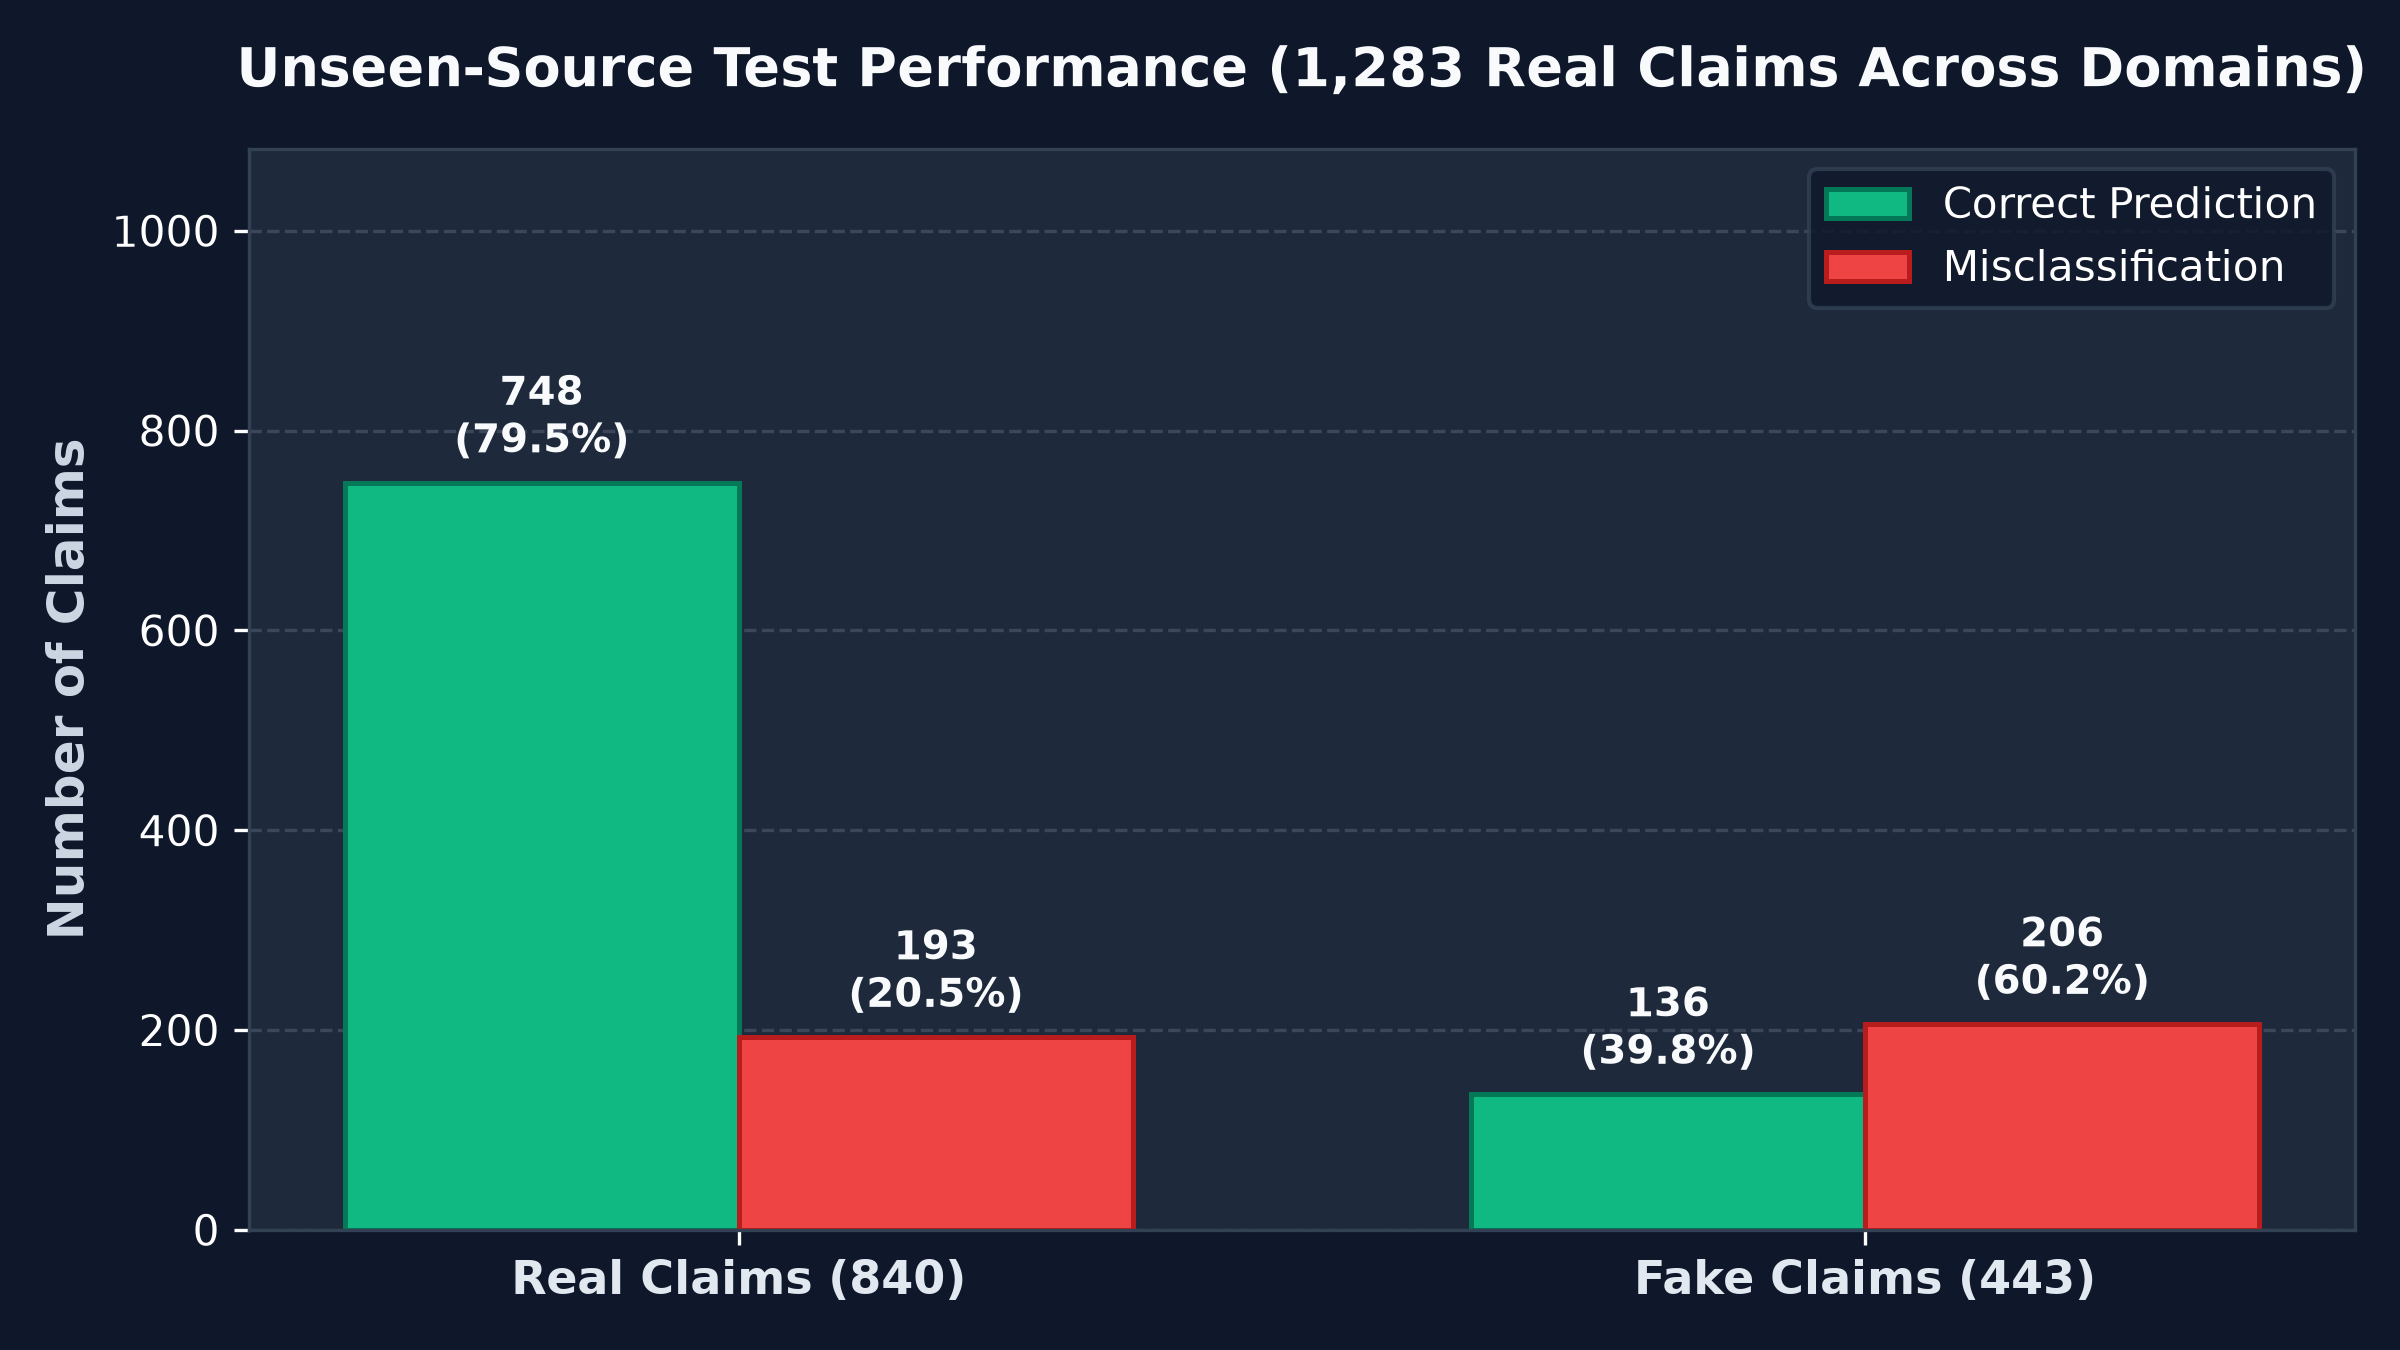 Unseen-Source Test Performance (1,283 Real Claims Across Domains)
Number of Claims
1000
800
600
400
200
0
Correct Prediction
Misclassification
748
(79.5%)
193
(20.5%)
136
(39.8%)
206
(60.2%)
Real Claims (840)
Fake Claims (443)